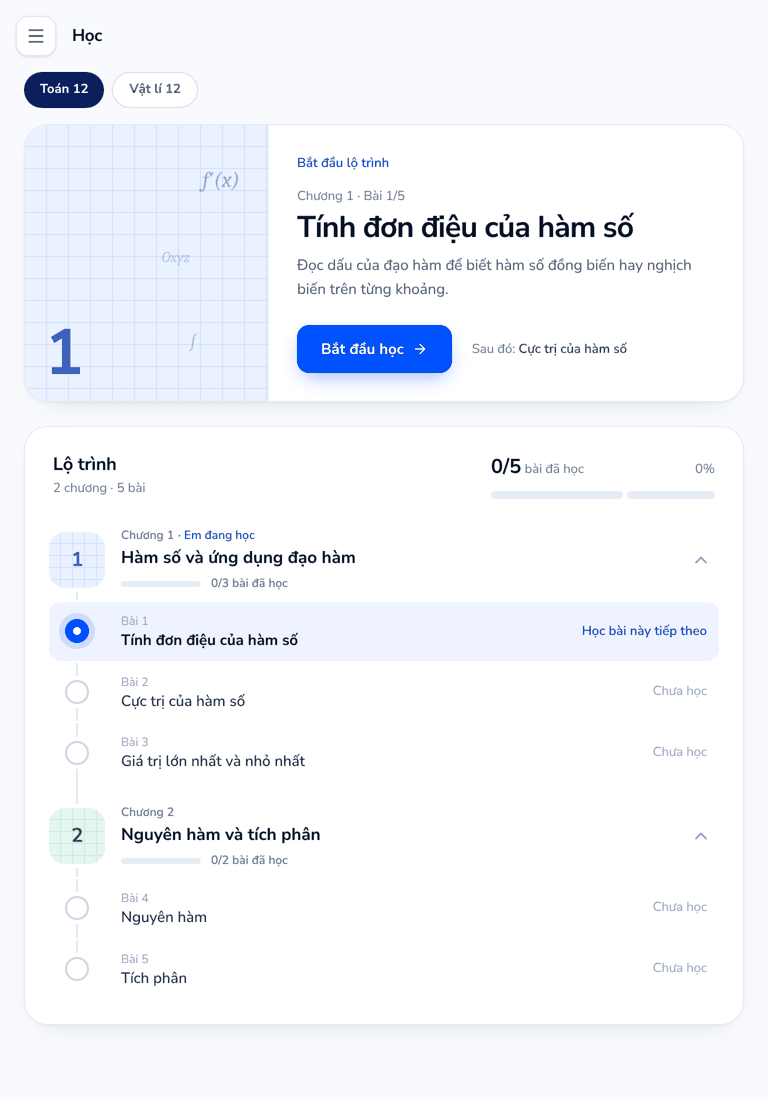 Học
Toán 12
Vật lí 12
f′(x)
Oxyz
∫
1
Bắt đầu lộ trình
Chương 1 · Bài 1/5
Tính đơn điệu của hàm số
Đọc dấu của đạo hàm để biết hàm số đồng biến hay nghịch
biến trên từng khoảng.
Bắt đầu học →
Sau đó: Cực trị của hàm số
Lộ trình
2 chương · 5 bài
0/5 bài đã học
0%
1
Chương 1 · Em đang học
Hàm số và ứng dụng đạo hàm
0/3 bài đã học
Bài 1
Tính đơn điệu của hàm số
Học bài này tiếp theo
Bài 2
Cực trị của hàm số
Chưa học
Bài 3
Giá trị lớn nhất và nhỏ nhất
Chưa học
2
Chương 2
Nguyên hàm và tích phân
0/2 bài đã học
Bài 4
Nguyên hàm
Chưa học
Bài 5
Tích phân
Chưa học